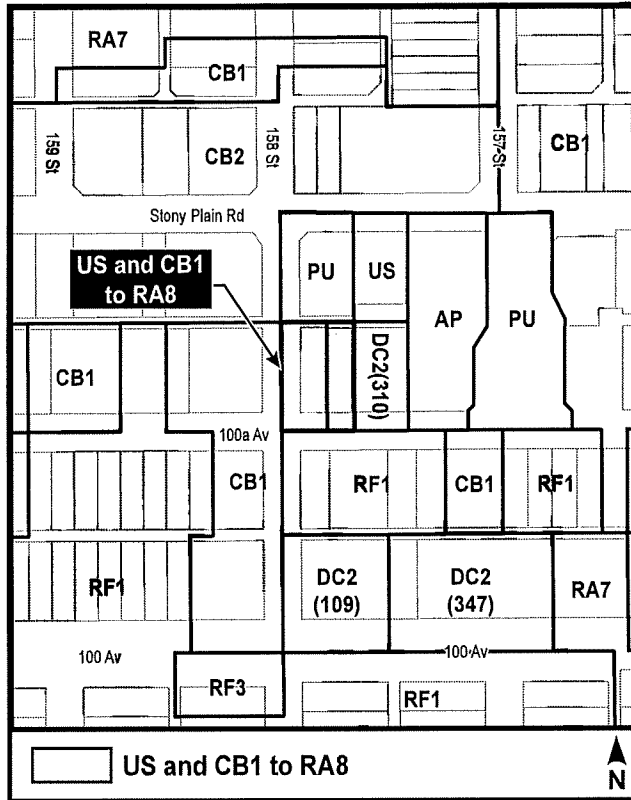 RA7
CB1
159 St
CB2
158 St
157 St
CB1
Stony Plain Rd
US and CB1
to RA8
PU
US
AP
PU
CB1
DC2(310)
100a Av
CB1
RF1
CB1
RF1
RF1
DC2
(109)
DC2
(347)
RA7
100 Av
100 Av
RF3
RF1
US and CB1 to RA8
N